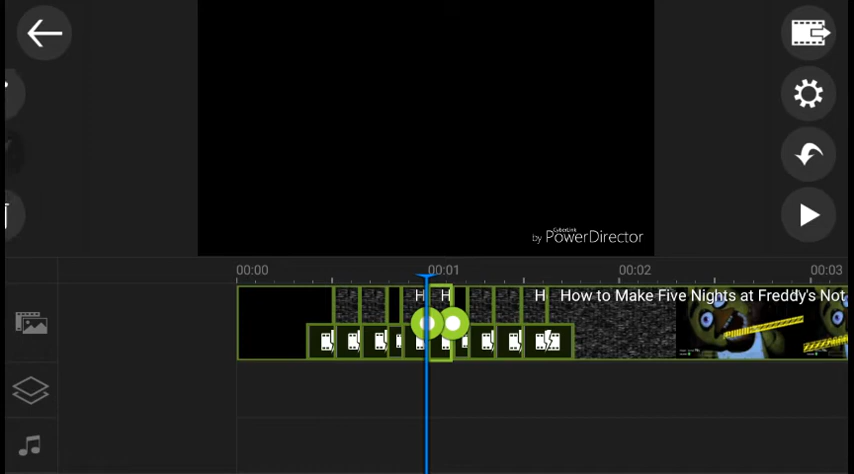 by CyberLink PowerDirector
00:00 00:01 00:02 00:03
H H H How to Make Five Nights at Freddy's Not